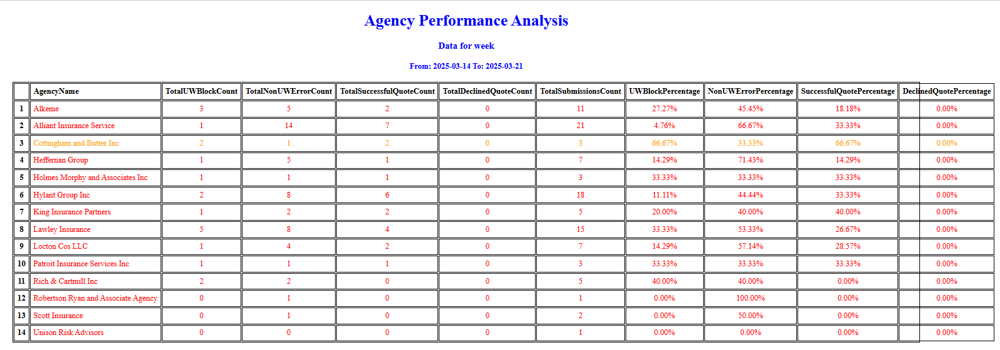 Agency Performance Analysis
Data for week
From: 2025-03-14 To: 2025-03-21
AgencyName TotalUWBlockCount TotalNonUWErrorCount TotalSuccessfulQuoteCount TotalDeclinedQuoteCount TotalSubmissionsCount UWBlockPercentage NonUWErrorPercentage SuccessfulQuotePercentage DeclinedQuotePercentage
1 Alkeme 3 5 2 0 11 27.27% 45.45% 18.18% 0.00%
2 Alliant Insurance Service 1 14 7 0 21 4.76% 66.67% 33.33% 0.00%
3 Cottingham and Butter Inc 2 1 2 0 3 66.67% 33.33% 66.67% 0.00%
4 Heffernan Group 1 5 1 0 7 14.29% 71.43% 14.29% 0.00%
5 Holmes Morphy and Associates Inc 1 1 1 0 3 33.33% 33.33% 33.33% 0.00%
6 Hylant Group Inc 2 8 6 0 18 11.11% 44.44% 33.33% 0.00%
7 King Insurance Partners 1 2 2 0 5 20.00% 40.00% 40.00% 0.00%
8 Lawley Insurance 5 8 4 0 15 33.33% 53.33% 26.67% 0.00%
9 Locton Cos LLC 1 4 2 0 7 14.29% 57.14% 28.57% 0.00%
10 Patroit Insurance Services Inc 1 1 1 0 3 33.33% 33.33% 33.33% 0.00%
11 Rich & Cartmill Inc 2 2 0 0 5 40.00% 40.00% 0.00% 0.00%
12 Robertson Ryan and Associate Agency 0 1 0 0 1 0.00% 100.00% 0.00% 0.00%
13 Scott Insurance 0 1 0 0 2 0.00% 50.00% 0.00% 0.00%
14 Unison Risk Advisors 0 0 0 0 1 0.00% 0.00% 0.00% 0.00%